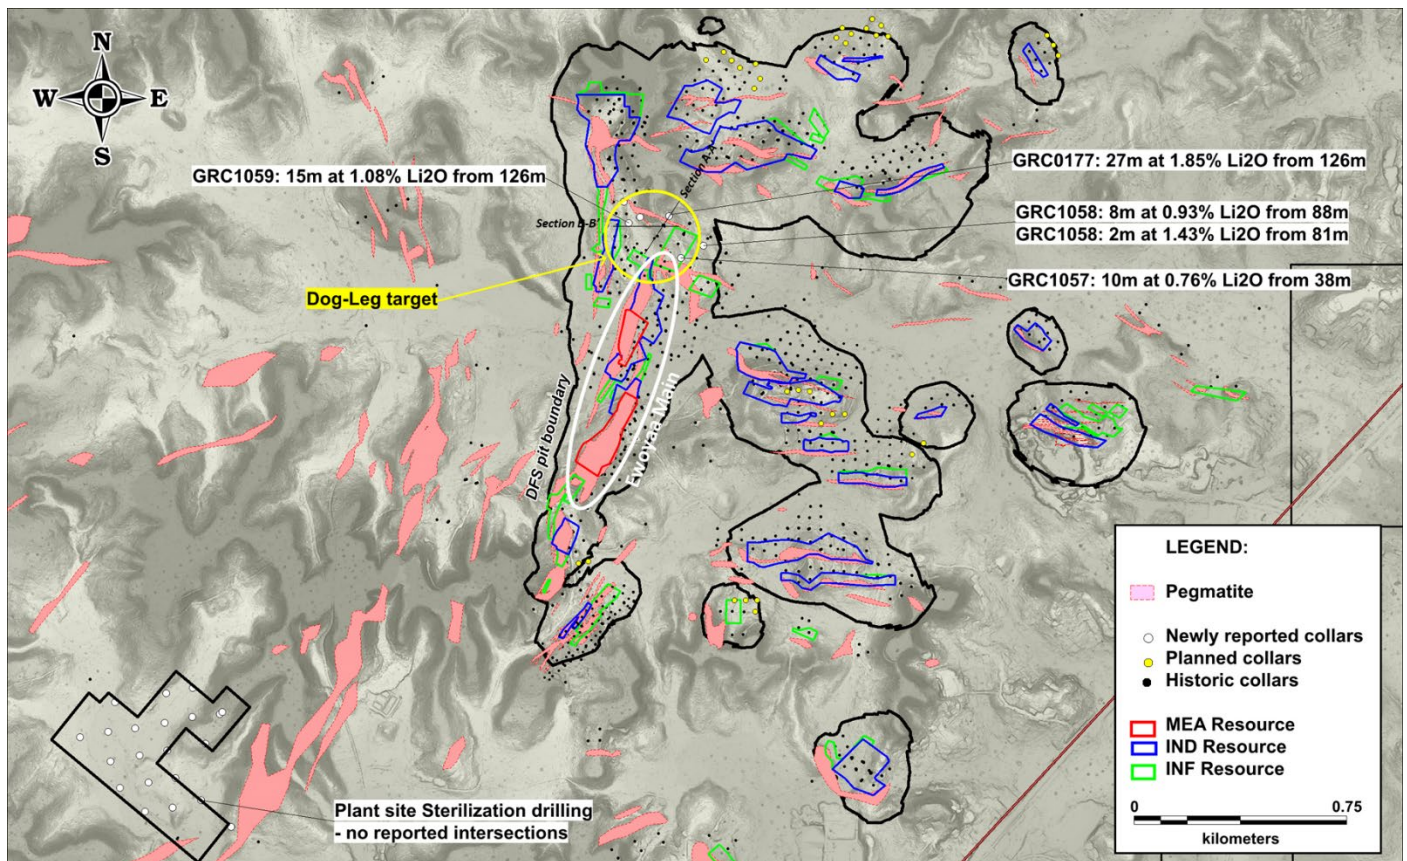 N
W E
S
GRC1059: 15m at 1.08% Li2O from 126m
Section A-A'
Section B-B'
GRC0177: 27m at 1.85% Li2O from 126m
GRC1058: 8m at 0.93% Li2O from 88m
GRC1058: 2m at 1.43% Li2O from 81m
GRC1057: 10m at 0.76% Li2O from 38m
Dog-Leg target
DFS pit boundary
Ewoyaa Main
LEGEND:
Pegmatite
Newly reported collars
Planned collars
Historic collars
MEA Resource
IND Resource
INF Resource
0 0.75
kilometers
Plant site Sterilization drilling
- no reported intersections